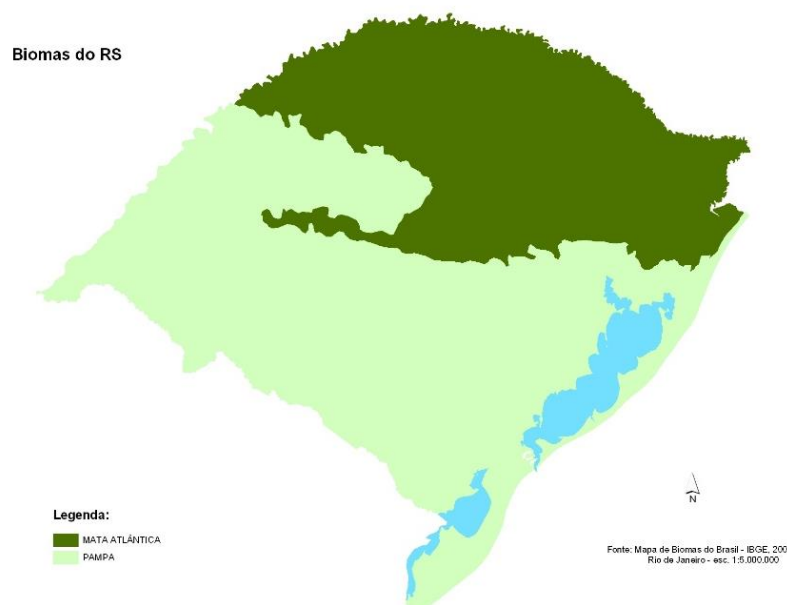 Biomas do RS
Legenda:
MATA ATLÂNTICA
PAMPA
N
Fonte: Mapa de Biomas do Brasil - IBGE, 200
Rio de Janeiro - esc. 1:5.000.000